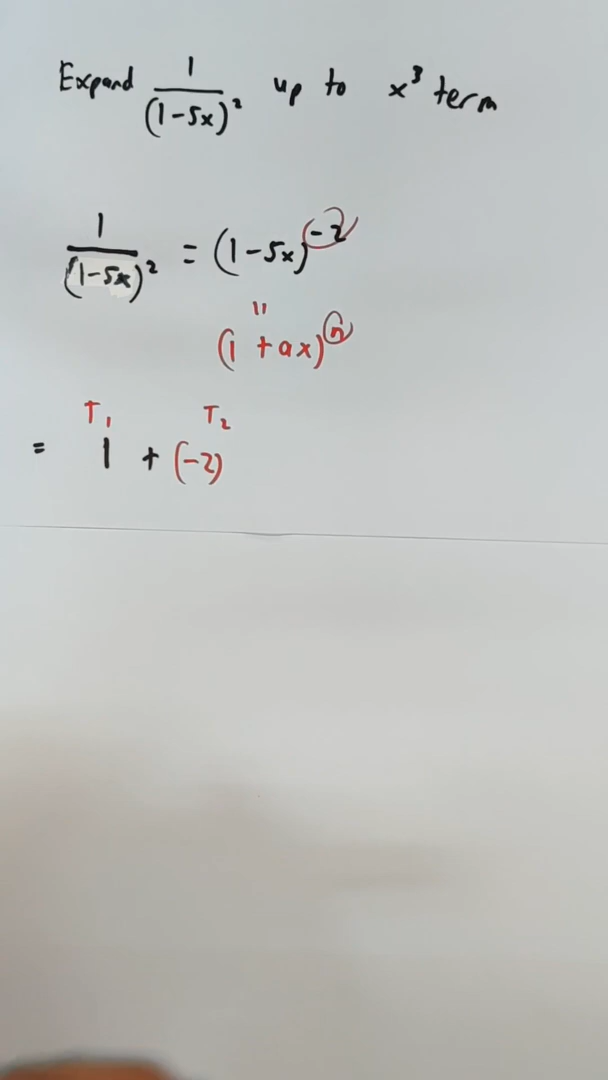 Expand 1/(1-5x)² up to x³ term
1/(1-5x)² = (1-5x)⁻²
"
(1 + ax)ⁿ
T₁ T₂
= 1 + (-2)